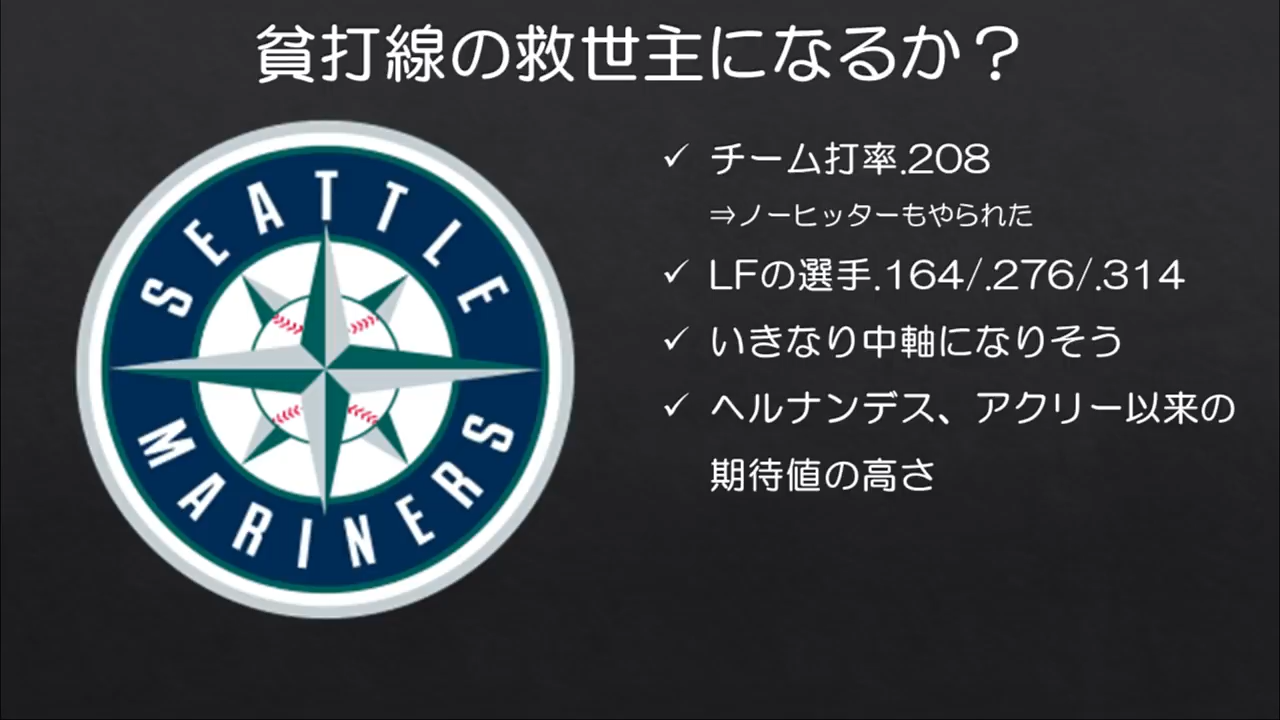 貧打線の救世主になるか？
SEATTLE
MARINERS
✓ チーム打率.208
⇒ノーヒッターもやられた
✓ LFの選手.164/.276/.314
✓ いきなり中軸になりそう
✓ ヘルナンデス、アクリー以来の
期待値の高さ